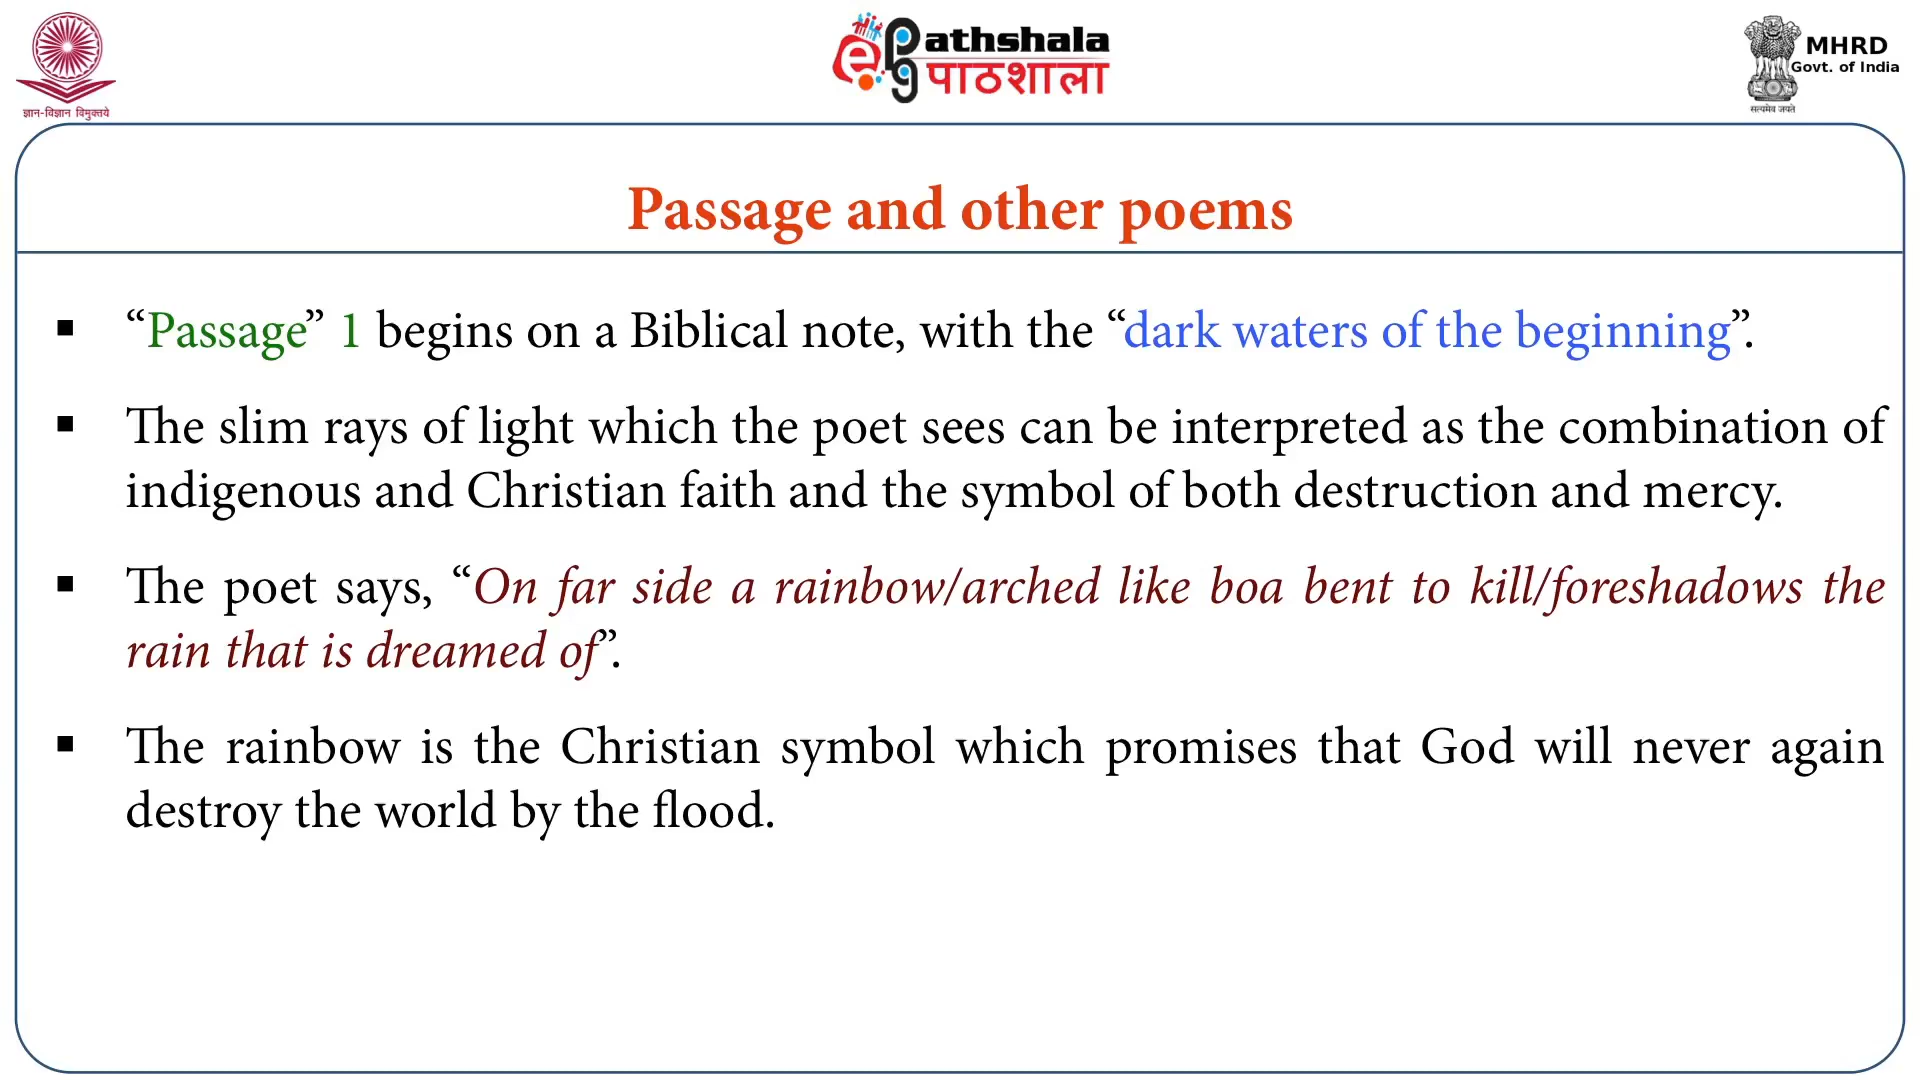 ज्ञान-विज्ञान विमुक्तये
ePG Pathshala
पाठशाला
MHRD
Govt. of India
सत्यमेव जयते
Passage and other poems
▪ “Passage” 1 begins on a Biblical note, with the “dark waters of the beginning”.
▪ The slim rays of light which the poet sees can be interpreted as the combination of
indigenous and Christian faith and the symbol of both destruction and mercy.
▪ The poet says, “On far side a rainbow/arched like boa bent to kill/foreshadows the
rain that is dreamed of”.
▪ The rainbow is the Christian symbol which promises that God will never again
destroy the world by the flood.